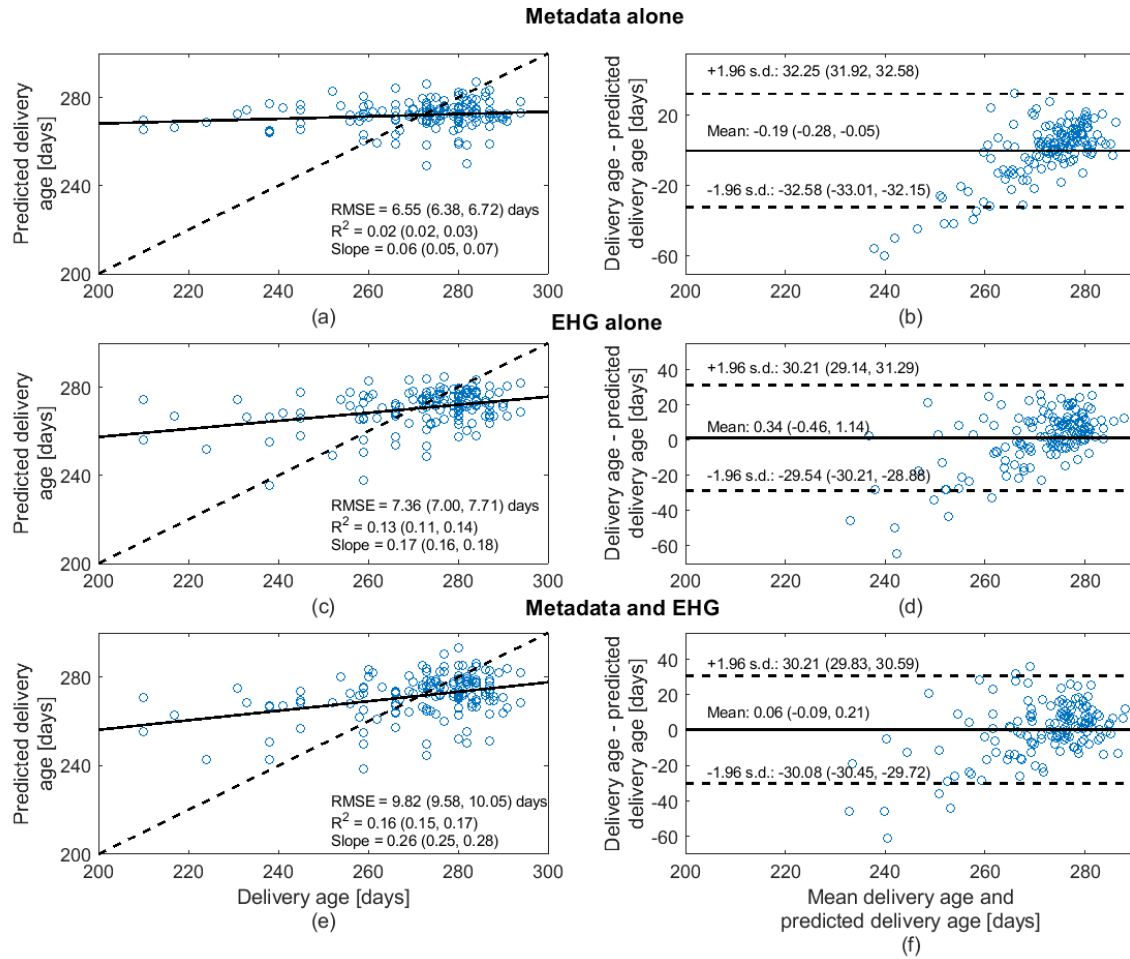 Metadata alone
Predicted delivery
age [days]
280
240
200
200 220 240 260 280 300
RMSE = 6.55 (6.38, 6.72) days
R² = 0.02 (0.02, 0.03)
Slope = 0.06 (0.05, 0.07)
(a)
Delivery age - predicted
delivery age [days]
20
-20
-60
200 220 240 260 280
+1.96 s.d.: 32.25 (31.92, 32.58)
Mean: -0.19 (-0.28, -0.05)
-1.96 s.d.: -32.58 (-33.01, -32.15)
(b)
EHG alone
Predicted delivery
age [days]
280
240
200
200 220 240 260 280 300
RMSE = 7.36 (7.00, 7.71) days
R² = 0.13 (0.11, 0.14)
Slope = 0.17 (0.16, 0.18)
(c)
Delivery age - predicted
delivery age [days]
40
20
0
-20
-40
-60
200 220 240 260 280
+1.96 s.d.: 30.21 (29.14, 31.29)
Mean: 0.34 (-0.46, 1.14)
-1.96 s.d.: -29.54 (-30.21, -28.88)
(d)
Metadata and EHG
Predicted delivery
age [days]
280
240
200
200 220 240 260 280 300
RMSE = 9.82 (9.58, 10.05) days
R² = 0.16 (0.15, 0.17)
Slope = 0.26 (0.25, 0.28)
Delivery age [days]
(e)
Delivery age - predicted
delivery age [days]
40
20
0
-20
-40
-60
200 220 240 260 280
+1.96 s.d.: 30.21 (29.83, 30.59)
Mean: 0.06 (-0.09, 0.21)
-1.96 s.d.: -30.08 (-30.45, -29.72)
Mean delivery age and
predicted delivery age [days]
(f)